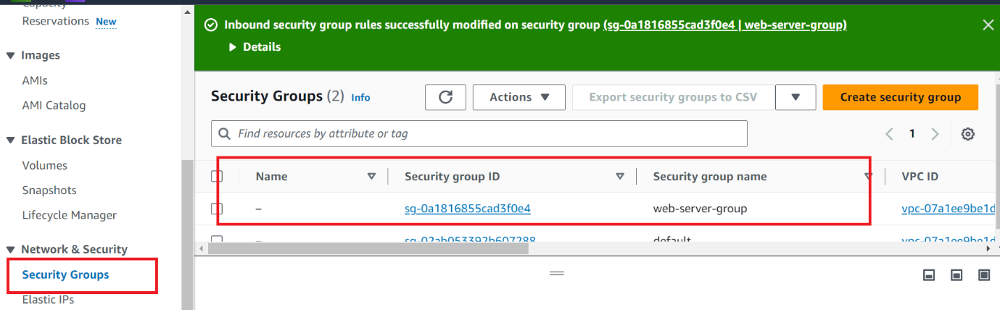 Capacity
Reservations New
Images
AMIs
AMI Catalog
Elastic Block Store
Volumes
Snapshots
Lifecycle Manager
Network & Security
Security Groups
Elastic IPs
Inbound security group rules successfully modified on security group (sg-0a1816855cad3f0e4 | web-server-group)
Details
Security Groups (2) Info
Actions
Export security groups to CSV
Create security group
Find resources by attribute or tag
1
Name Security group ID Security group name VPC ID
– sg-0a1816855cad3f0e4 web-server-group vpc-07a1ee9be1d
– sg-02ab053392b607288 default